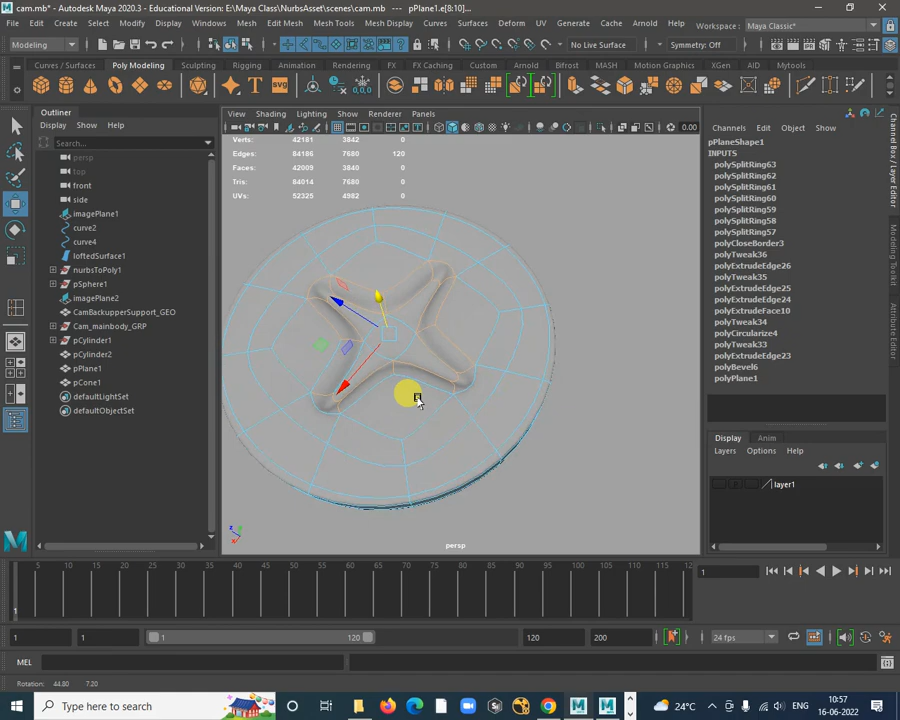 cam.mb* - Autodesk Maya 2020.3 - Educational Version: E:\Maya Class\NurbsAsset\scenes\cam.mb --- pPlane1.e[8:10]...
File Edit Create Select Modify Display Windows Mesh Edit Mesh Mesh Tools Mesh Display Curves Surfaces Deform UV Generate Cache Arnold Help Workspace : Maya Classic*
Modeling No Live Surface Symmetry: Off
Curves / Surfaces Poly Modeling Sculpting Rigging Animation Rendering FX FX Caching Custom Arnold Bifrost MASH Motion Graphics XGen AID Mytools
Outliner
Display Show Help
Search...
persp
top
front
side
imagePlane1
curve2
curve4
loftedSurface1
nurbsToPoly1
pSphere1
imagePlane2
CamBackupperSupport_GEO
Cam_mainbody_GRP
pCylinder1
pCylinder2
pPlane1
pCone1
defaultLightSet
defaultObjectSet
View Shading Lighting Show Renderer Panels
0.00
Verts: 42181 3842 0
Edges: 84186 7680 120
Faces: 42009 3840 0
Tris: 84014 7680 0
UVs: 52325 4982 0
persp
Channels Edit Object Show
pPlaneShape1
INPUTS
polySplitRing63
polySplitRing62
polySplitRing61
polySplitRing60
polySplitRing59
polySplitRing58
polySplitRing57
polyCloseBorder3
polyTweak36
polyExtrudeEdge26
polyTweak35
polyExtrudeEdge25
polyExtrudeEdge24
polyExtrudeFace10
polyTweak34
polyCircularize4
polyTweak33
polyExtrudeEdge23
polyBevel6
polyPlane1
Display Anim
Layers Options Help
layer1
Channel Box / Layer Editor
Modeling Toolkit
Attribute Editor
5 10 15 20 25 30 35 40 45 50 55 60 65 70 75 80 85 90 95 100 105 110 115 12
1
1
1 1 1 120 120 200 24 fps
MEL
Rotation: 44.80 7.20
Type here to search
24°C ENG 10:57
16-06-2022